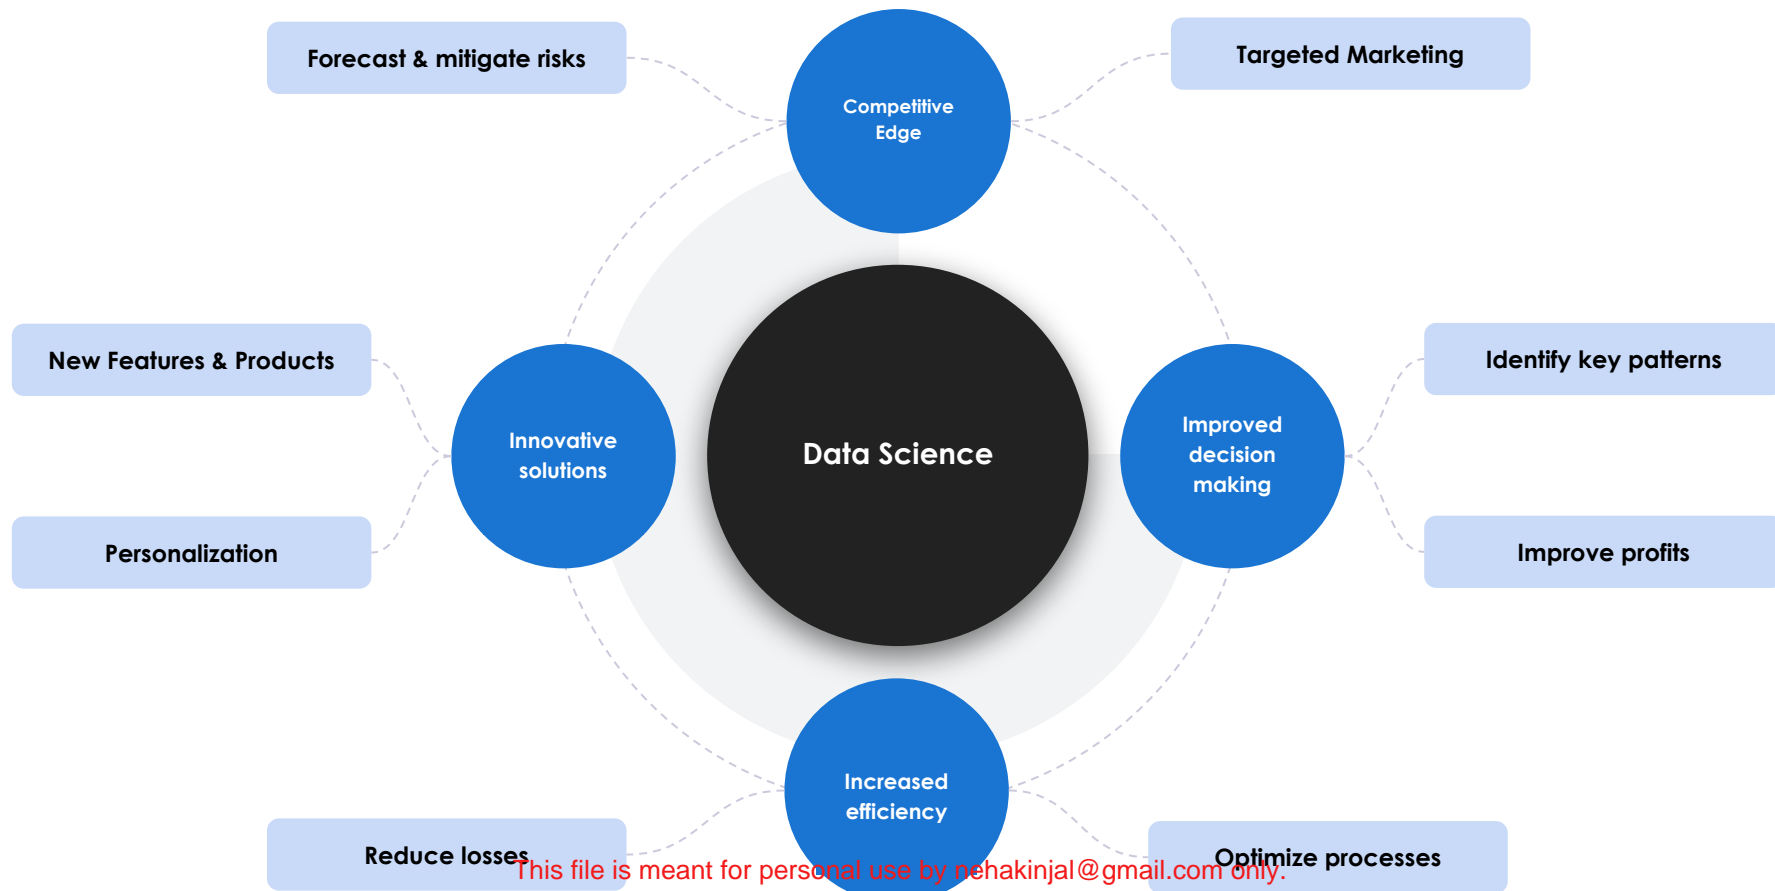 Forecast & mitigate risks
Targeted Marketing
Competitive
Edge
New Features & Products
Identify key patterns
Innovative
solutions
Data Science
Improved
decision
making
Personalization
Improve profits
Increased
efficiency
Reduce losses
Optimize processes
This file is meant for personal use by nehakinjal@gmail.com only.